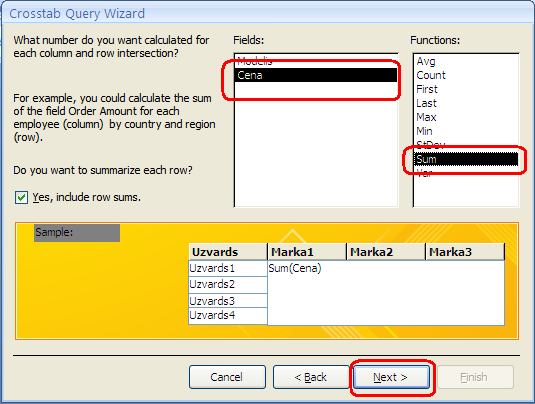 Crosstab Query Wizard
What number do you want calculated for
each column and row intersection?
For example, you could calculate the sum
of the field Order Amount for each
employee (column) by country and region
(row).
Do you want to summarize each row?
Yes, include row sums.
Fields:
Modelis
Cena
Functions:
Avg
Count
First
Last
Max
Min
StDev
Sum
Var
Sample:
Uzvards Marka1 Marka2 Marka3
Uzvards1 Sum(Cena)
Uzvards2
Uzvards3
Uzvards4
Cancel < Back Next > Finish